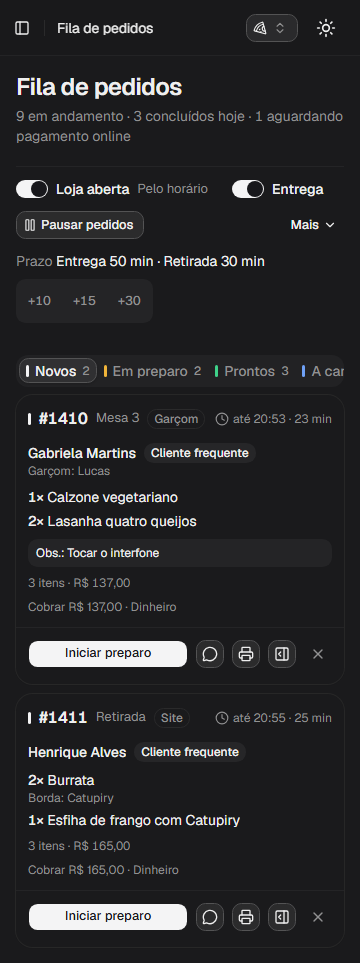 Fila de pedidos
Fila de pedidos
9 em andamento · 3 concluídos hoje · 1 aguardando
pagamento online
Loja aberta Pelo horário Entrega
Pausar pedidos Mais
Prazo Entrega 50 min · Retirada 30 min
+10 +15 +30
Novos 2 Em preparo 2 Prontos 3 A car
#1410 Mesa 3 Garçom até 20:53 · 23 min
Gabriela Martins Cliente frequente
Garçom: Lucas
1× Calzone vegetariano
2× Lasanha quatro queijos
Obs.: Tocar o interfone
3 itens · R$ 137,00
Cobrar R$ 137,00 · Dinheiro
Iniciar preparo
#1411 Retirada Site até 20:55 · 25 min
Henrique Alves Cliente frequente
2× Burrata
Borda: Catupiry
1× Esfiha de frango com Catupiry
3 itens · R$ 165,00
Cobrar R$ 165,00 · Dinheiro
Iniciar preparo